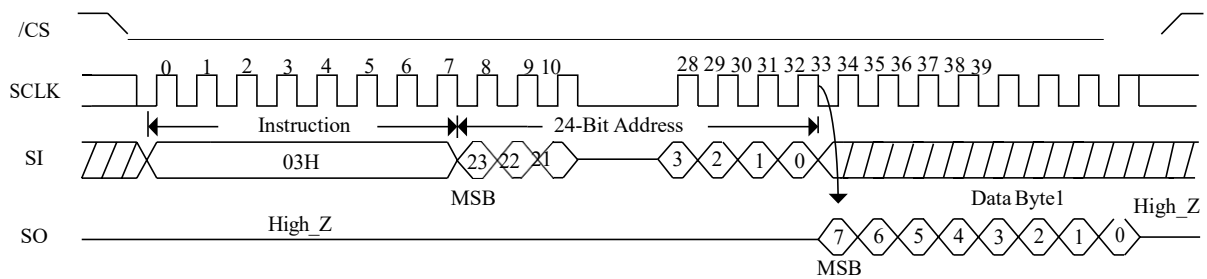 /CS
0 1 2 3 4 5 6 7 8 9 10 28 29 30 31 32 33 34 35 36 37 38 39
SCLK
Instruction 24-Bit Address
SI 03H 23 22 21 3 2 1 0
MSB Data Byte1
High_Z High_Z
SO 7 6 5 4 3 2 1 0
MSB